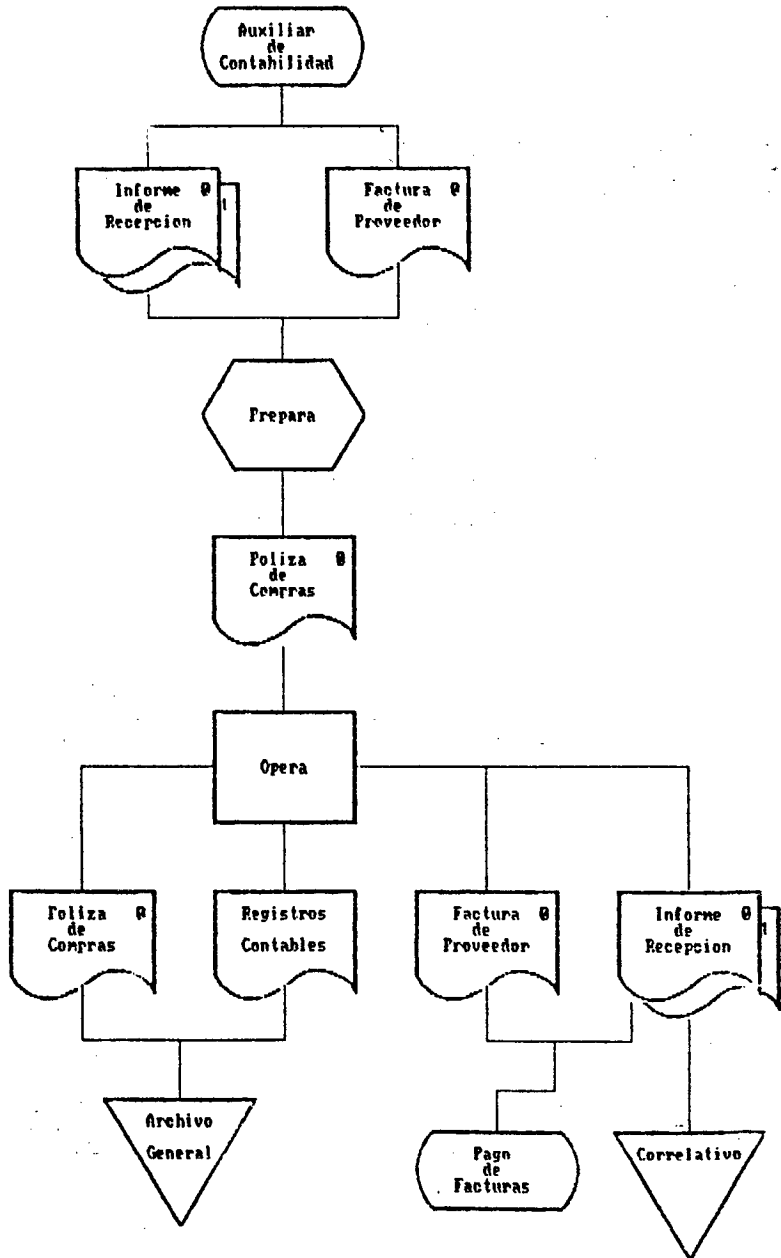 Auxiliar
de
Contabilidad
Informe 0
de
Recepcion
1
Factura 0
de
Proveedor
Prepara
Poliza 0
de
Compras
Opera
Poliza 0
de
Compras
Registros
Contables
Factura 0
de
Proveedor
Informe 0
de
Recepcion
1
Archivo
General
Pago
de
Facturas
Correlativo